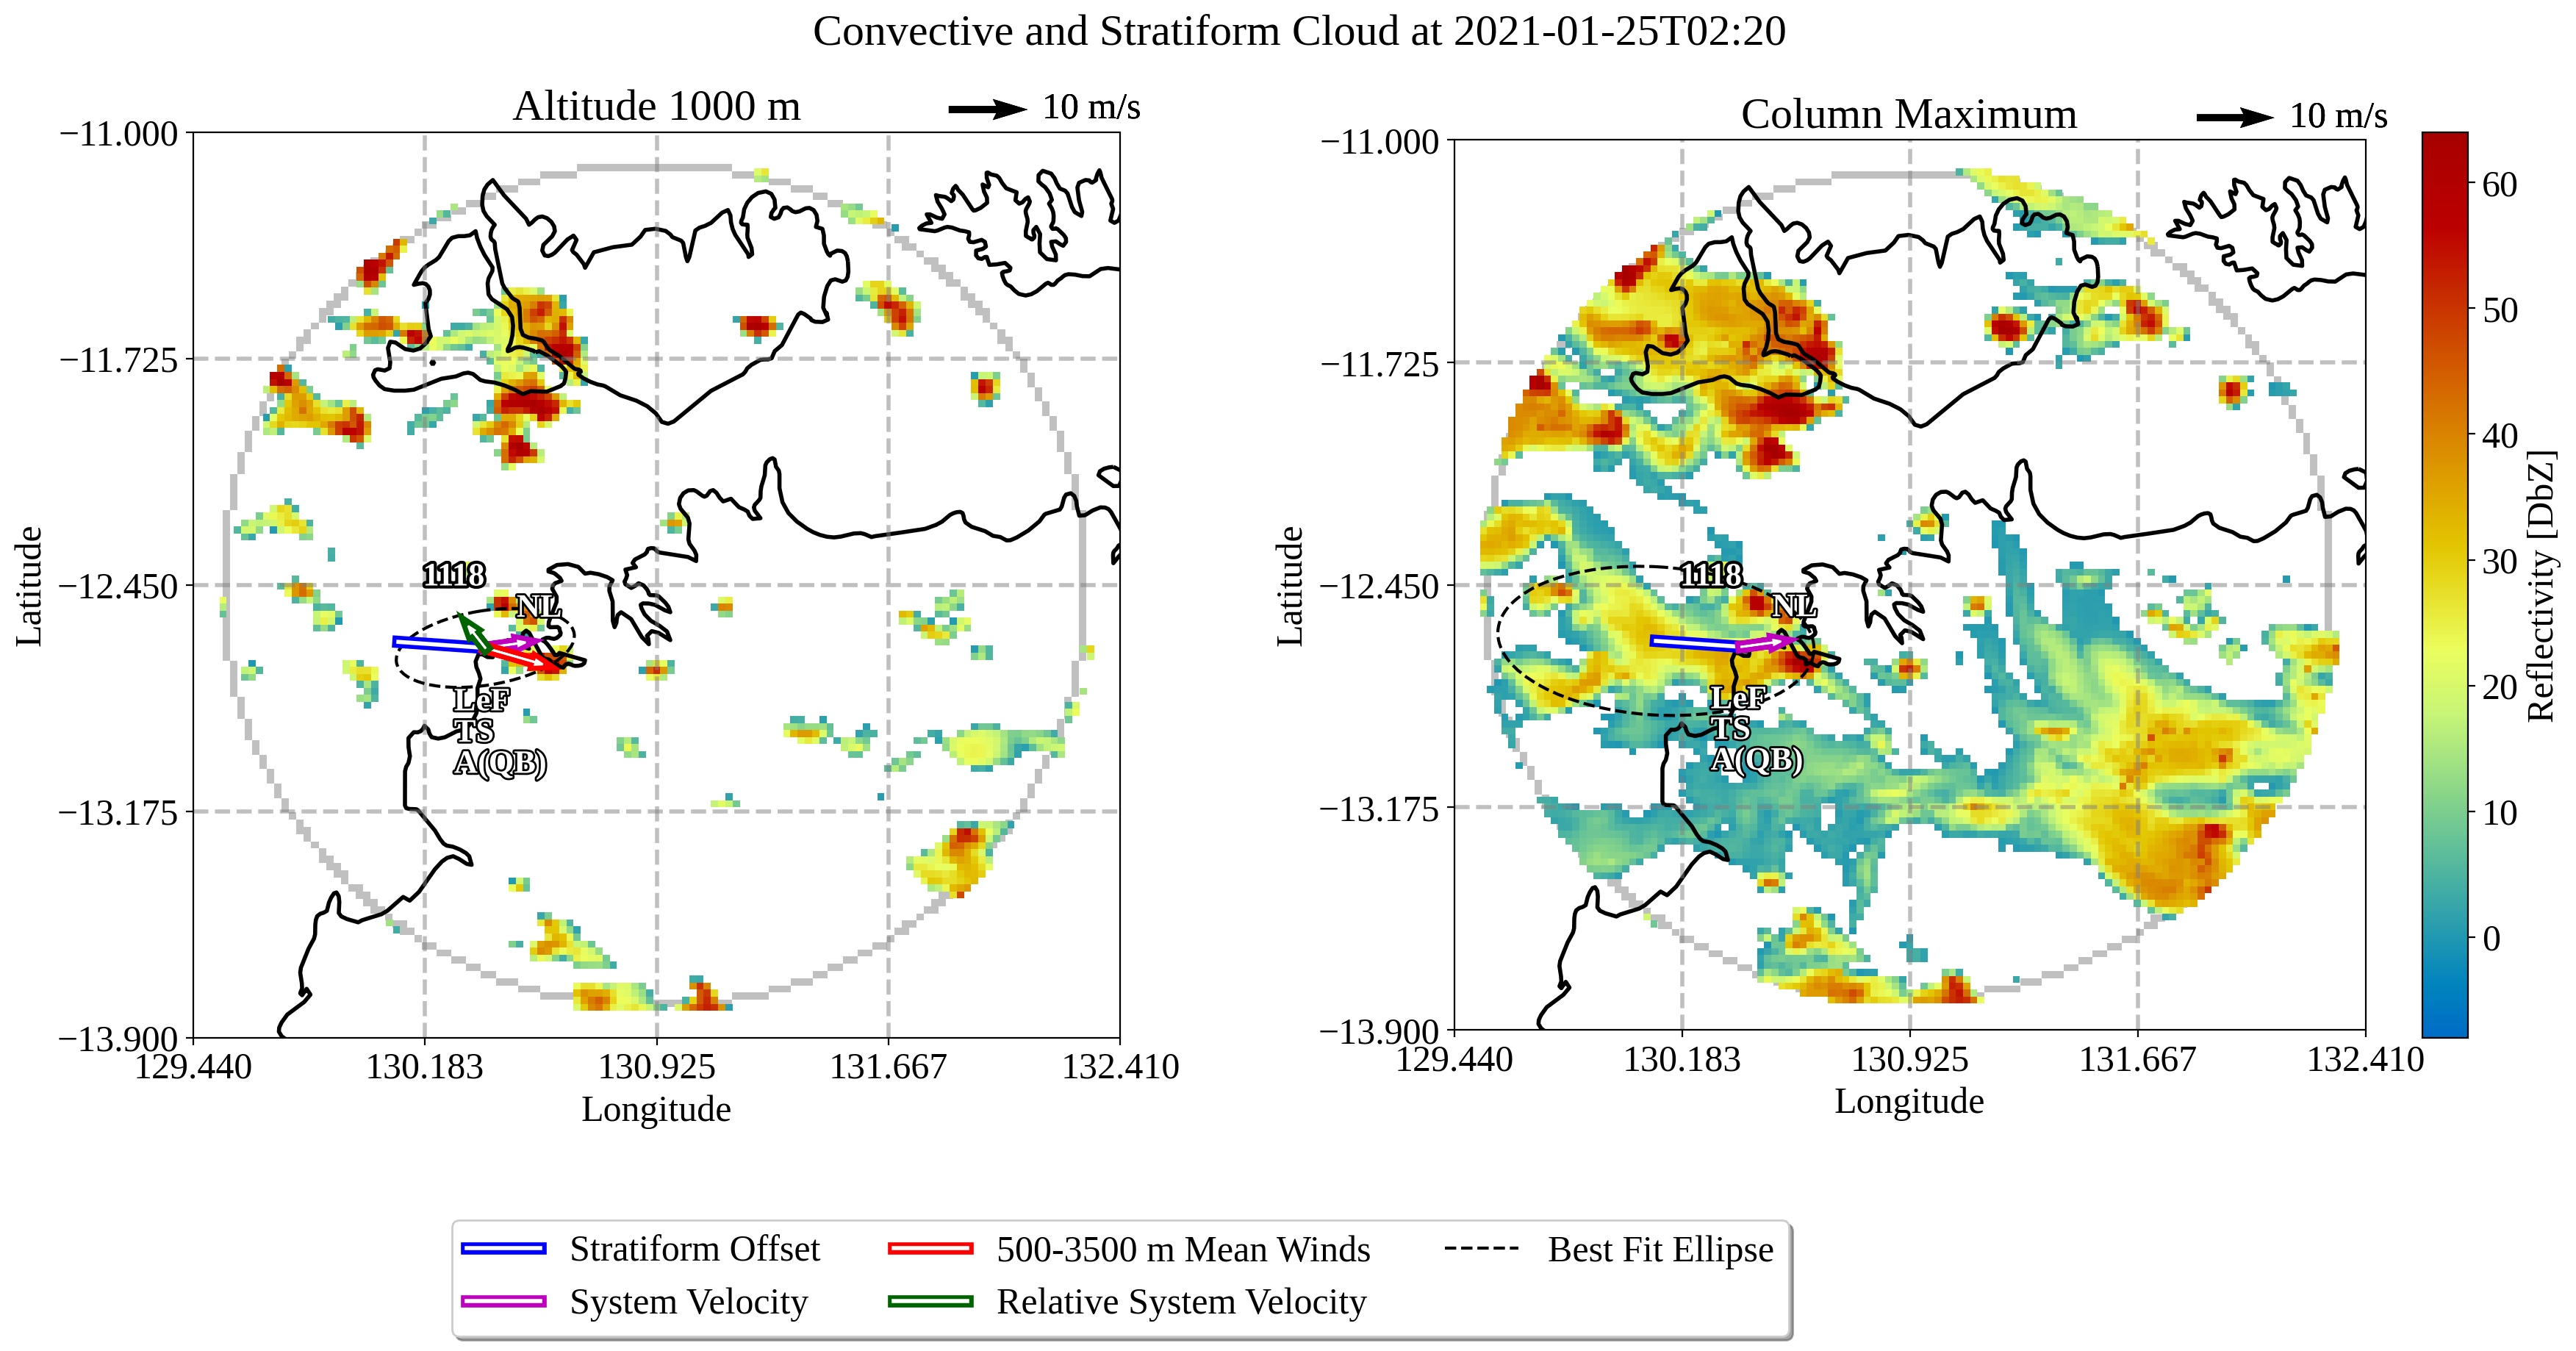 Convective and Stratiform Cloud at 2021-01-25T02:20
Altitude 1000 m
10 m/s
−11.000
−11.725
−12.450
−13.175
−13.900
Latitude
129.440
130.183
130.925
131.667
132.410
Longitude
1118
NL
LeF
TS
A(QB)
Column Maximum
10 m/s
−11.000
−11.725
−12.450
−13.175
−13.900
Latitude
129.440
130.183
130.925
131.667
132.410
Longitude
1118
NL
LeF
TS
A(QB)
60
50
40
30
20
10
0
Reflectivity [DbZ]
Stratiform Offset
500-3500 m Mean Winds
Best Fit Ellipse
System Velocity
Relative System Velocity